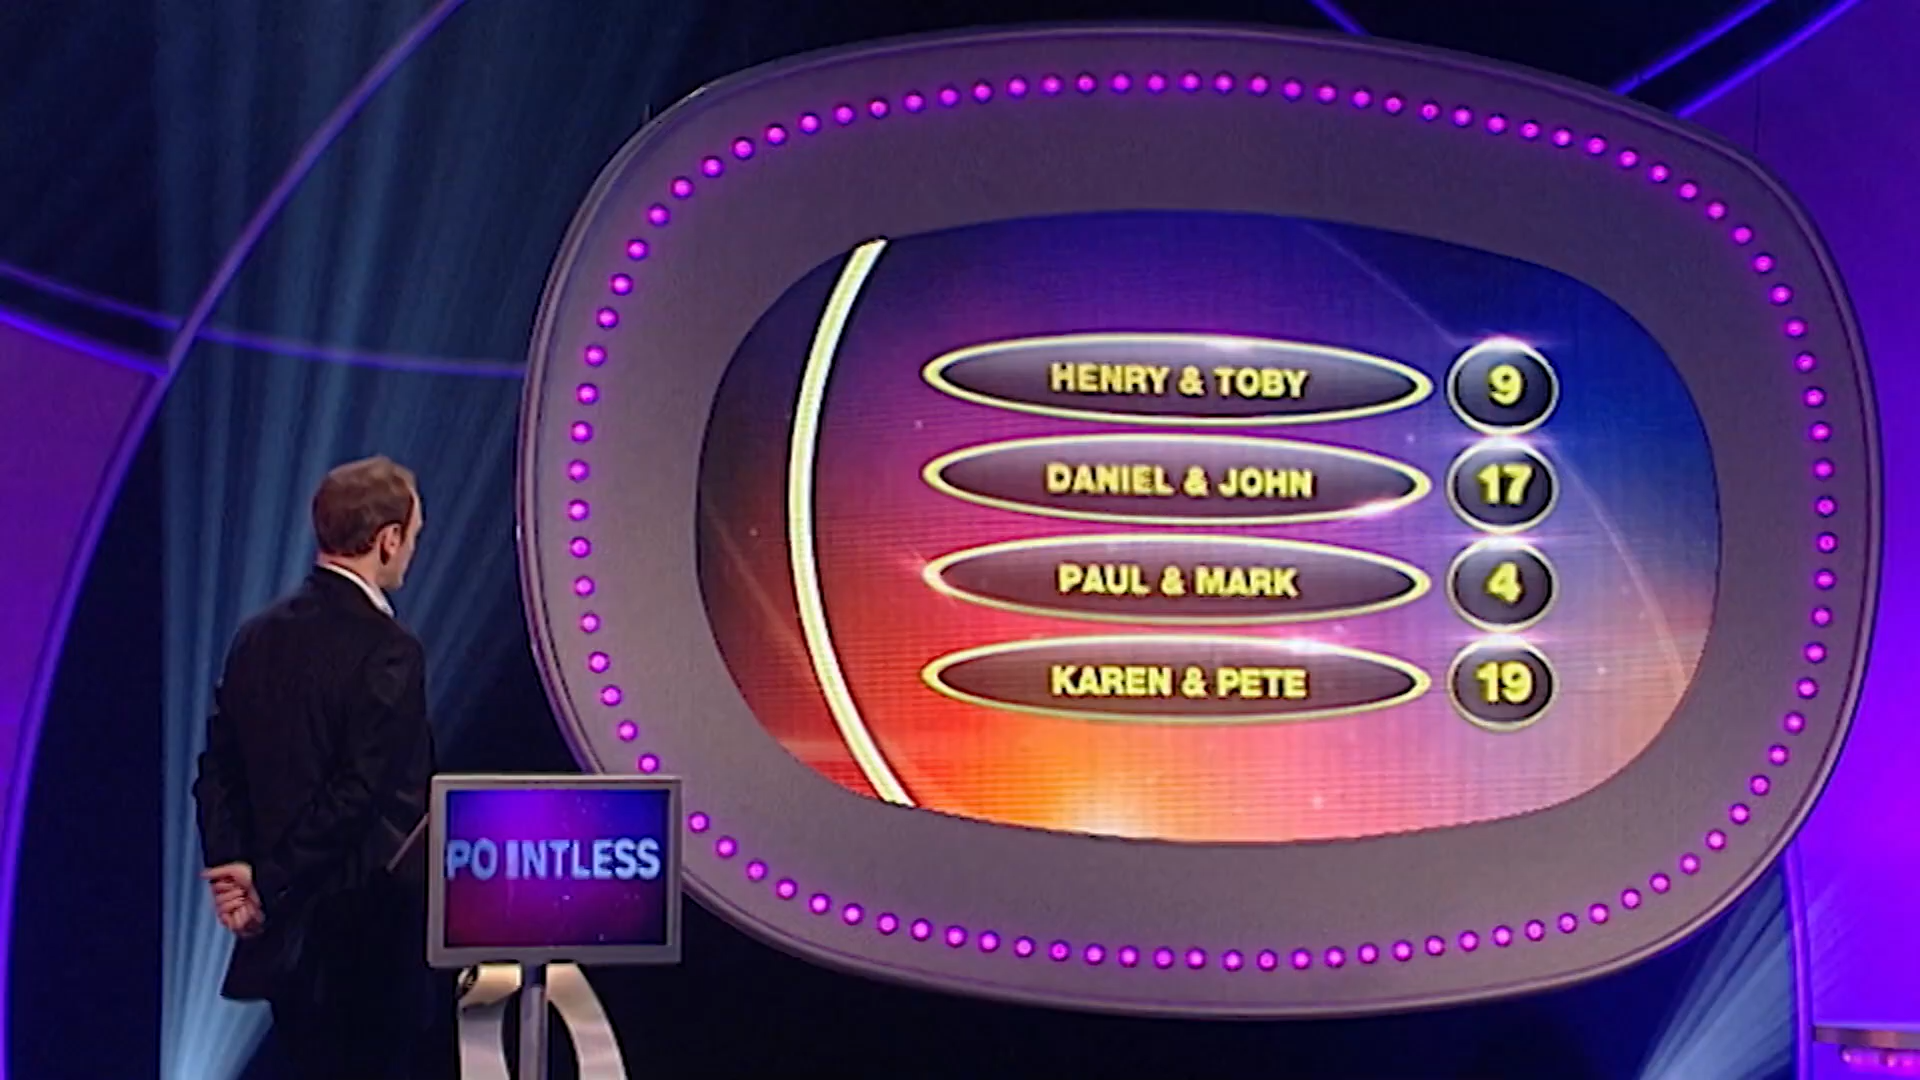 HENRY & TOBY 9
DANIEL & JOHN 17
PAUL & MARK 4
KAREN & PETE 19
POINTLESS